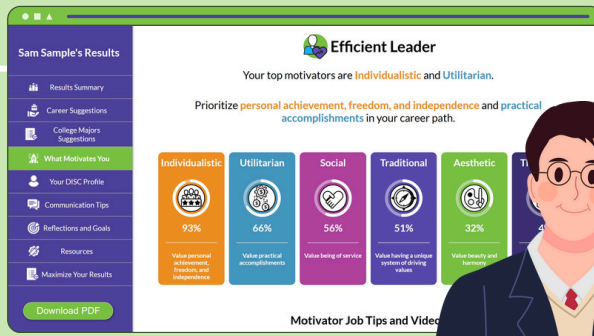 Sam Sample's Results
Results Summary
Career Suggestions
College Majors
Suggestions
What Motivates You
Your DISC Profile
Communication Tips
Reflections and Goals
Resources
Maximize Your Results
Download PDF
Efficient Leader
Your top motivators are Individualistic and Utilitarian.
Prioritize personal achievement, freedom, and independence and practical
accomplishments in your career path.
Individualistic
93%
Value personal
achievement,
freedom, and
independence
Utilitarian
66%
Value practical
accomplishments
Social
56%
Value being of service
Traditional
51%
Value having a unique
system of driving
values
Aesthetic
32%
Value beauty and
harmony
Motivator Job Tips and Video